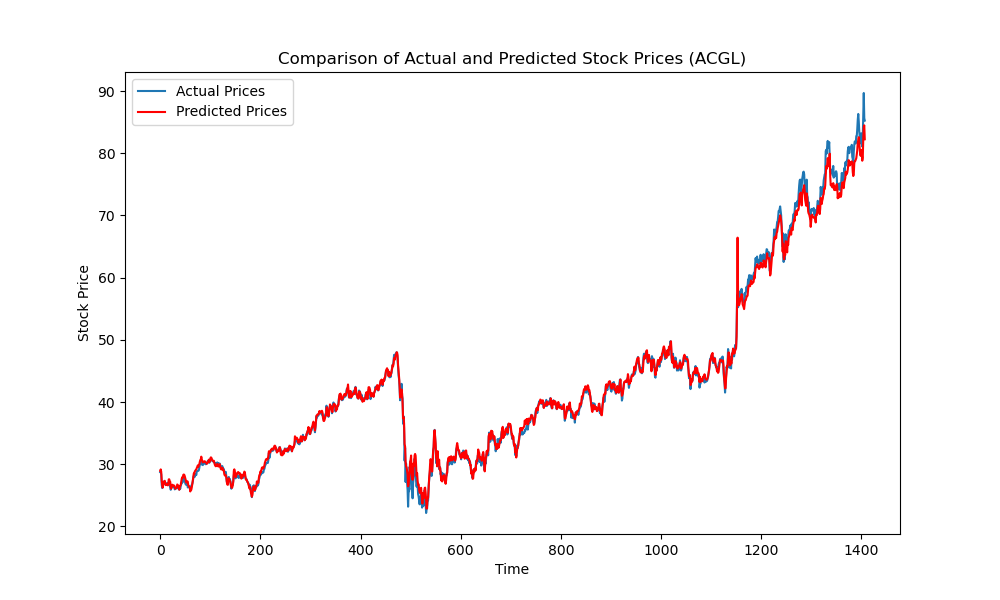 Comparison of Actual and Predicted Stock Prices (ACGL)
Actual Prices
Predicted Prices
90
80
70
60
50
40
30
20
Stock Price
0 200 400 600 800 1000 1200 1400
Time